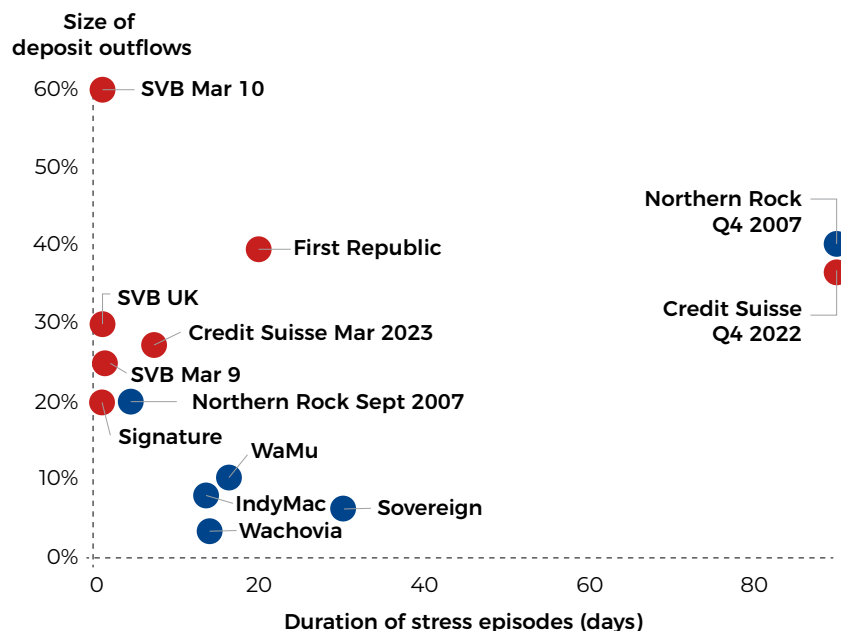 Size of
deposit outflows
60%
SVB Mar 10
50%
Northern Rock
Q4 2007
40%
First Republic
SVB UK
30%
Credit Suisse
Q4 2022
Credit Suisse Mar 2023
SVB Mar 9
20%
Northern Rock Sept 2007
Signature
WaMu
10%
IndyMac
Sovereign
Wachovia
0%
0
20
40
60
80
Duration of stress episodes (days)